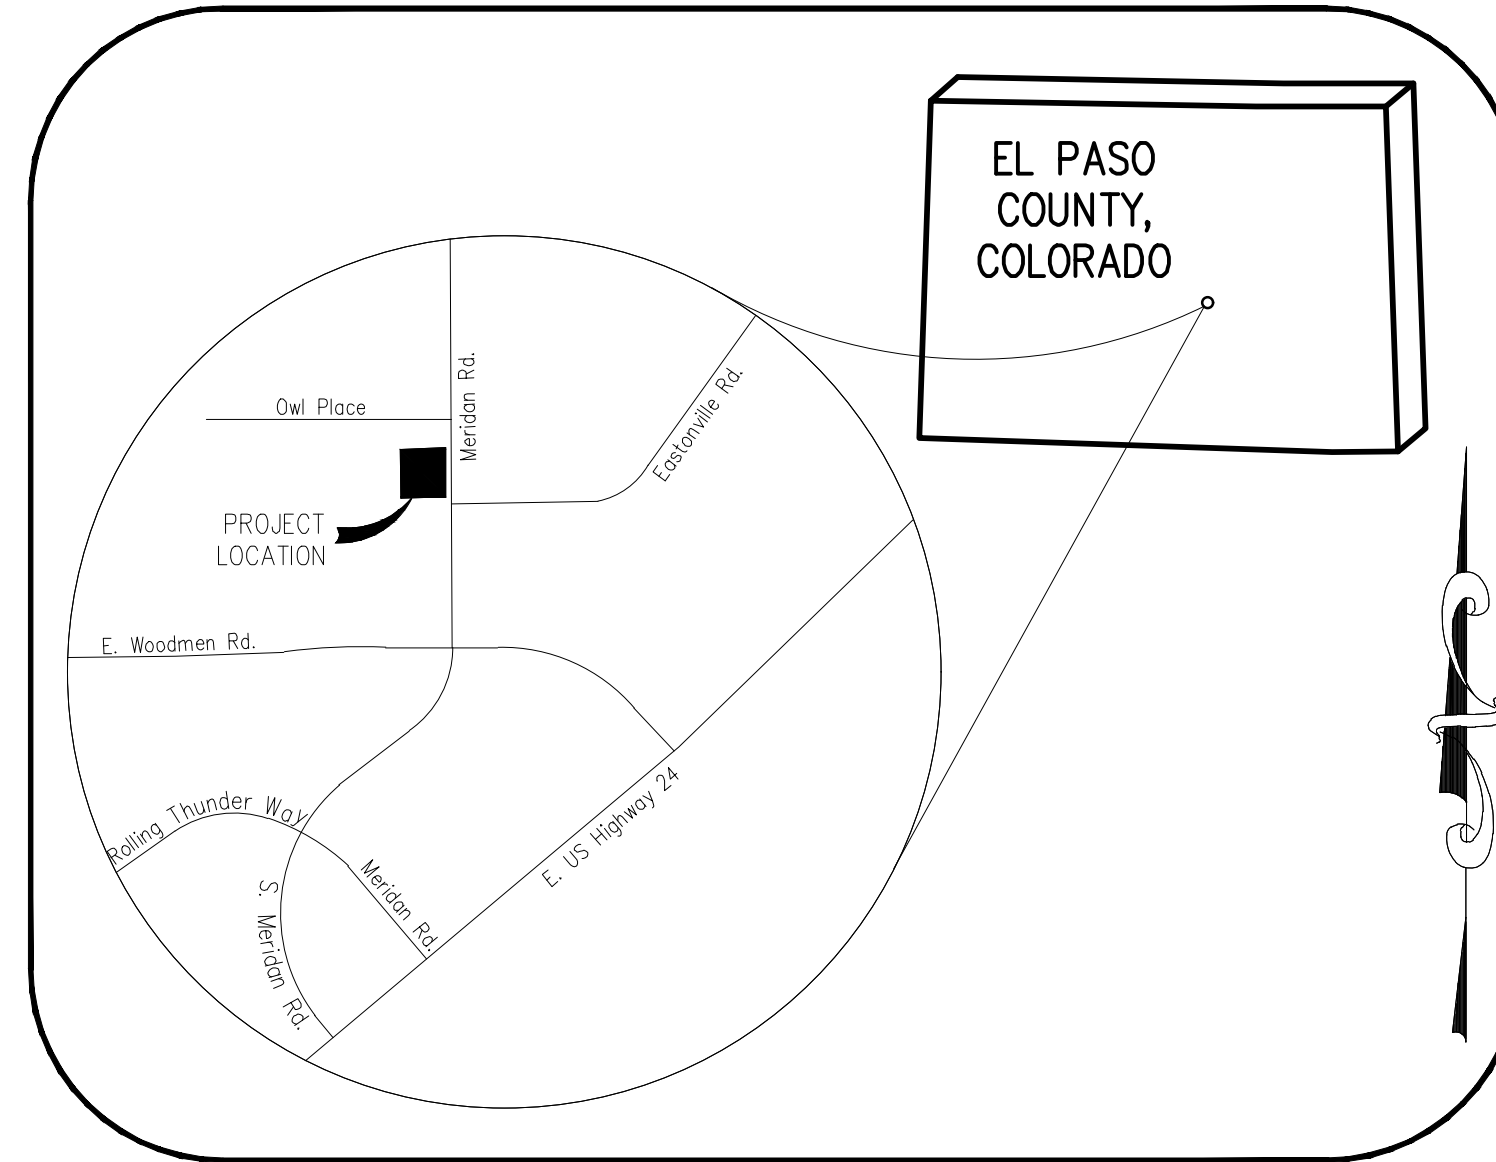 EL PASO
COUNTY,
COLORADO
Meridan Rd.
Owl Place
Eastonville Rd.
PROJECT
LOCATION
E. Woodmen Rd.
E. US Highway 24
Rolling Thunder Way
Meridan Rd.
S. Meridan Rd.